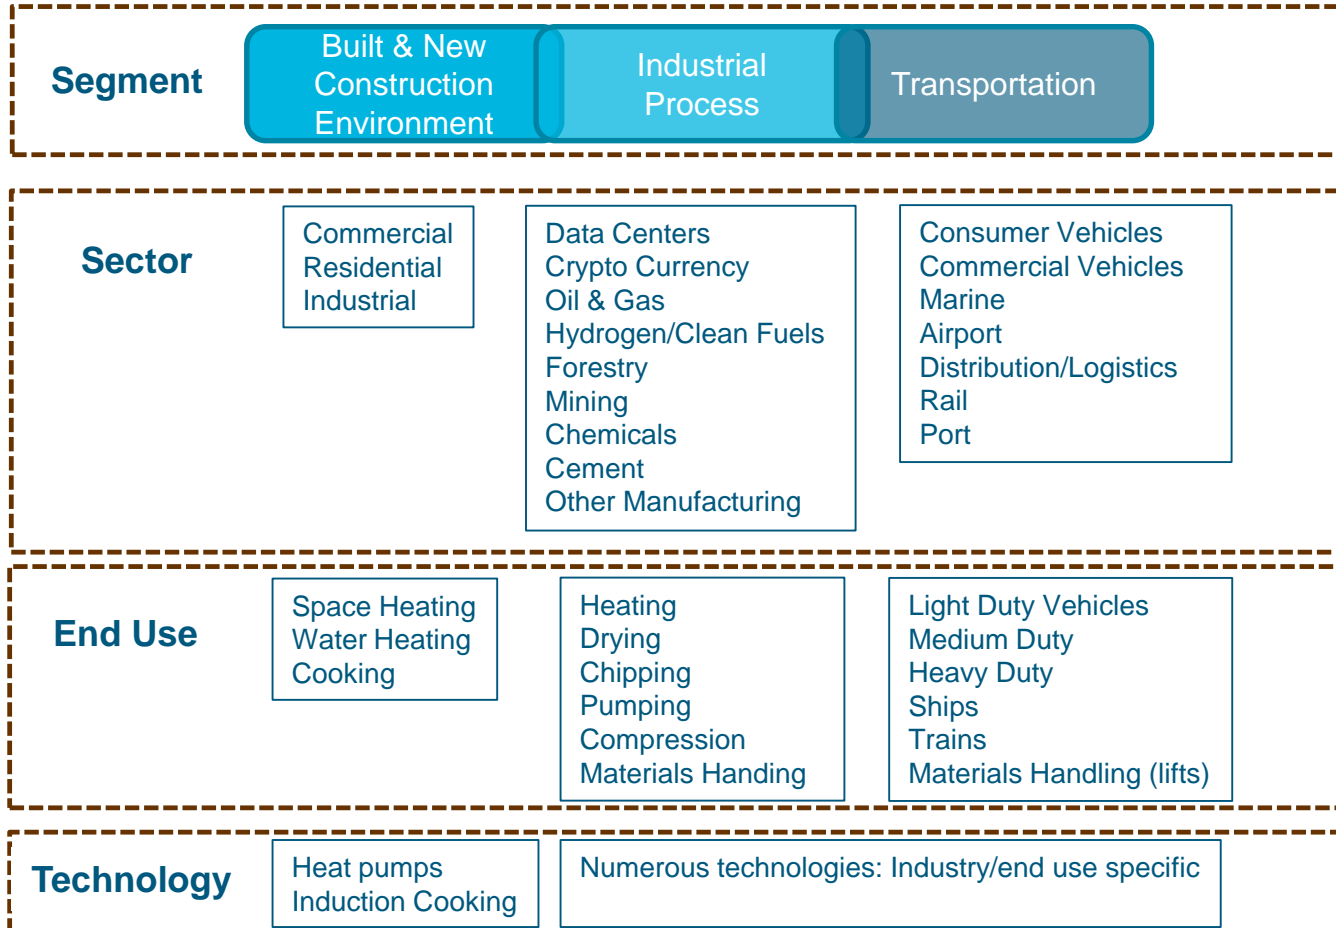 Segment
Built & New
Construction
Environment
Industrial
Process
Transportation
Sector
Commercial
Residential
Industrial
Data Centers
Crypto Currency
Oil & Gas
Hydrogen/Clean Fuels
Forestry
Mining
Chemicals
Cement
Other Manufacturing
Consumer Vehicles
Commercial Vehicles
Marine
Airport
Distribution/Logistics
Rail
Port
End Use
Space Heating
Water Heating
Cooking
Heating
Drying
Chipping
Pumping
Compression
Materials Handing
Light Duty Vehicles
Medium Duty
Heavy Duty
Ships
Trains
Materials Handling (lifts)
Technology
Heat pumps
Induction Cooking
Numerous technologies: Industry/end use specific